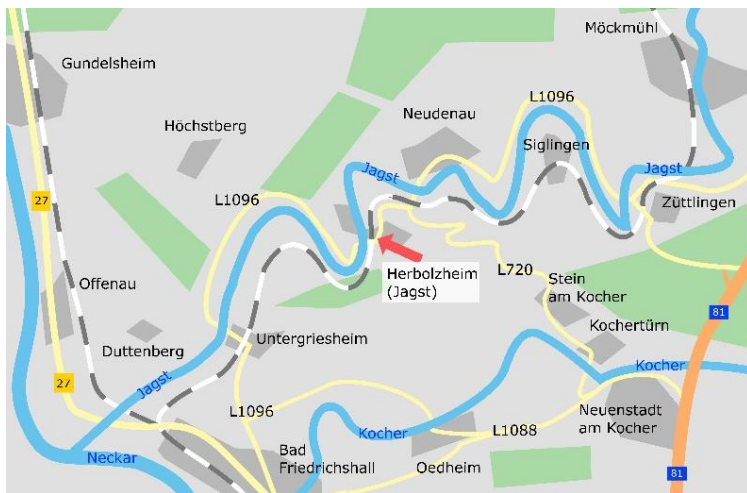 Möckmühl
Gundelsheim
L1096
Neudenau
Höchstberg
Siglingen
Jagst
Jagst
L1096
Züttlingen
27
Herbolzheim
(Jagst)
L720
Offenau
Stein
am Kocher
81
Kochertürn
Untergriesheim
Duttenberg
Kocher
27
Jagst
L1096
Neuenstadt
am Kocher
Kocher
L1088
Bad
Friedrichshall
Oedheim
Neckar
81